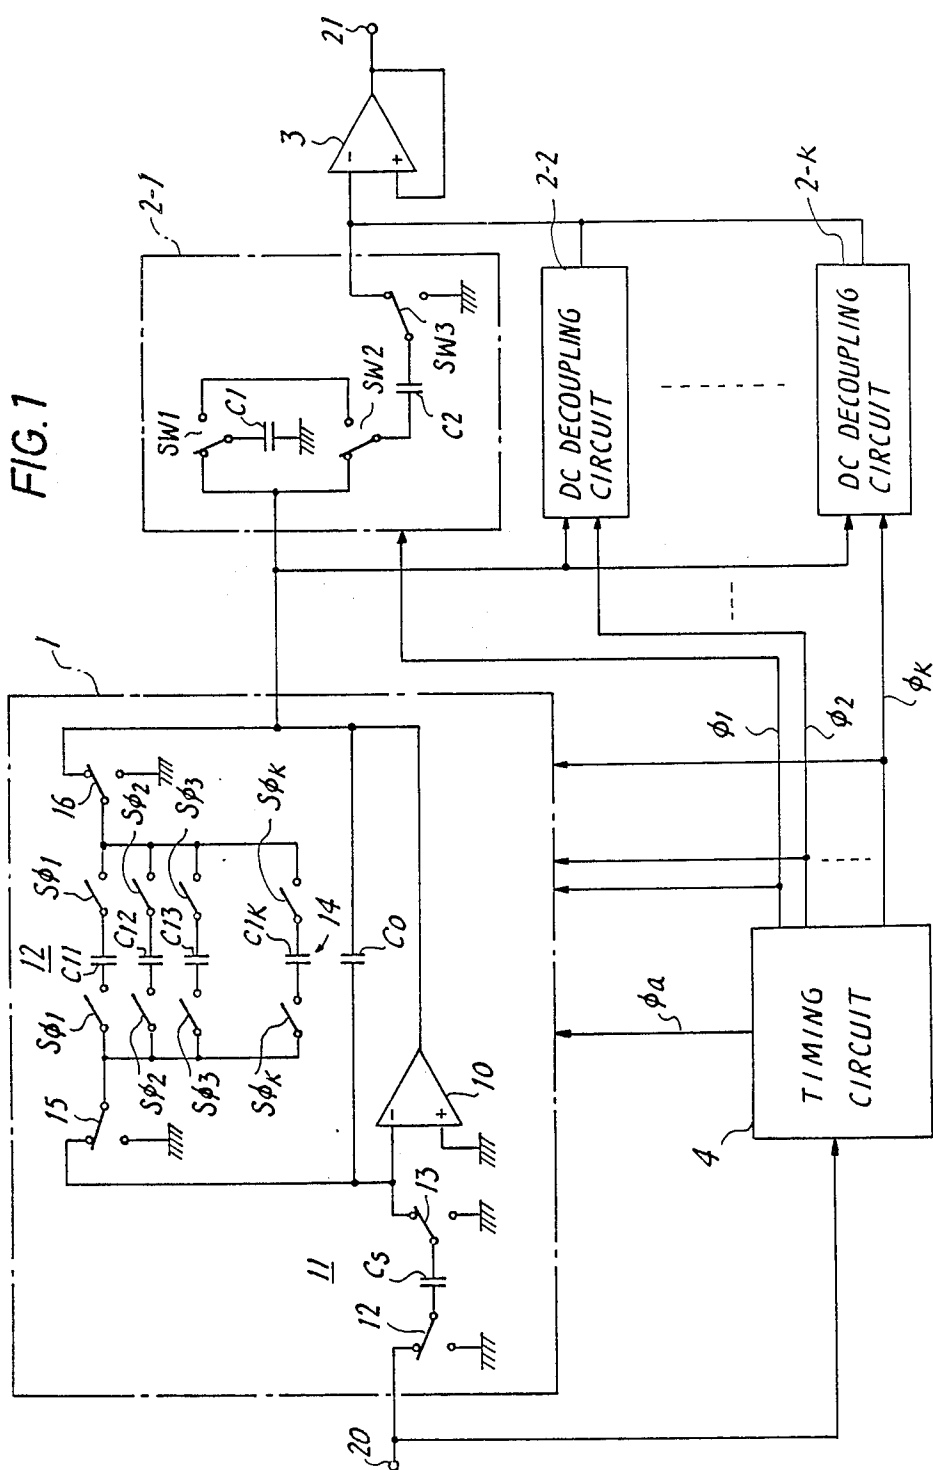 FIG. 1
1
16
Sφ1
Sφ2
Sφ3
SφK
12
C11
C12
C13
C1K
14
Sφ1
Sφ2
Sφ3
SφK
15
C0
10
-
+
11
13
CS
12
20
2-1
SW1
C1
SW2
C2
SW3
3
-
+
21
2-2
DC DECOUPLING
CIRCUIT
2-K
DC DECOUPLING
CIRCUIT
φ1
φ2
φK
φa
4
TIMING
CIRCUIT